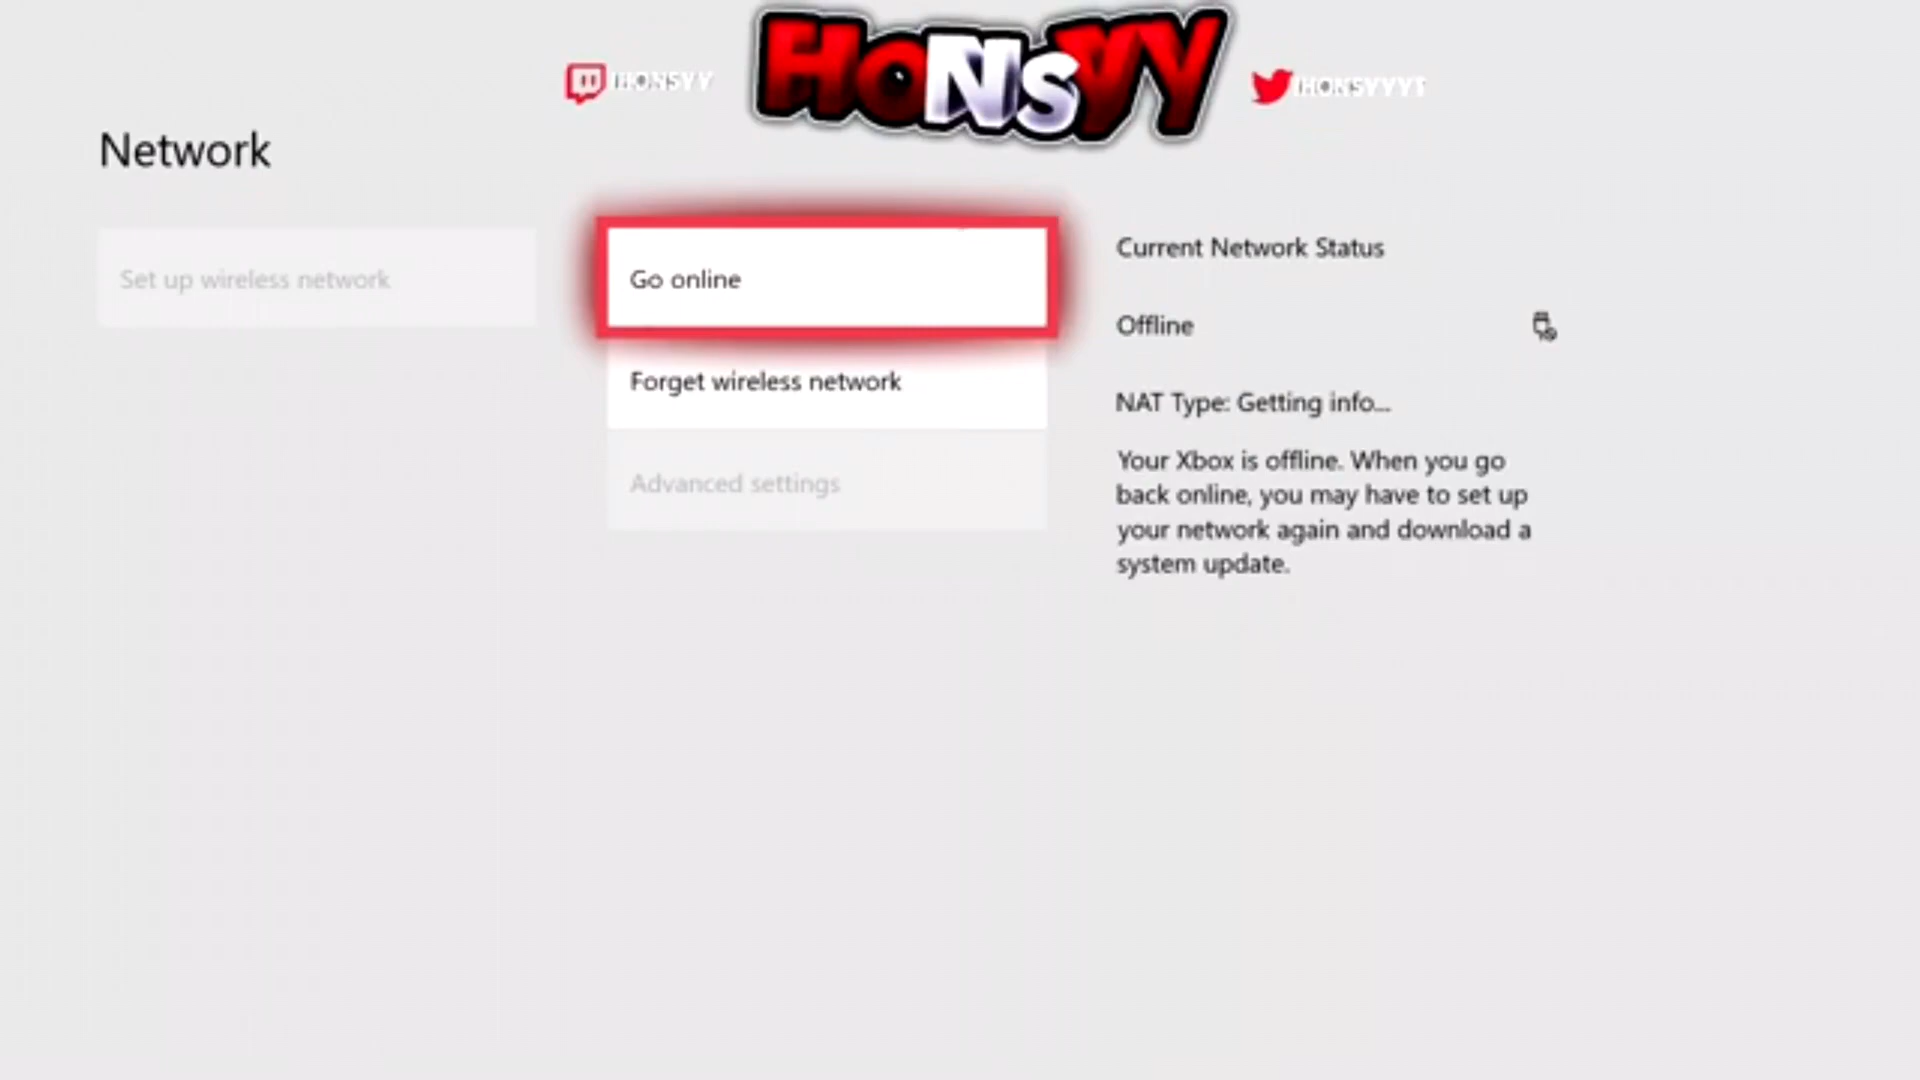 HONSYY
IHONSYY
IHONSYYYT
Network
Set up wireless network
Go online
Forget wireless network
Advanced settings
Current Network Status
Offline
NAT Type: Getting info...
Your Xbox is offline. When you go
back online, you may have to set up
your network again and download a
system update.